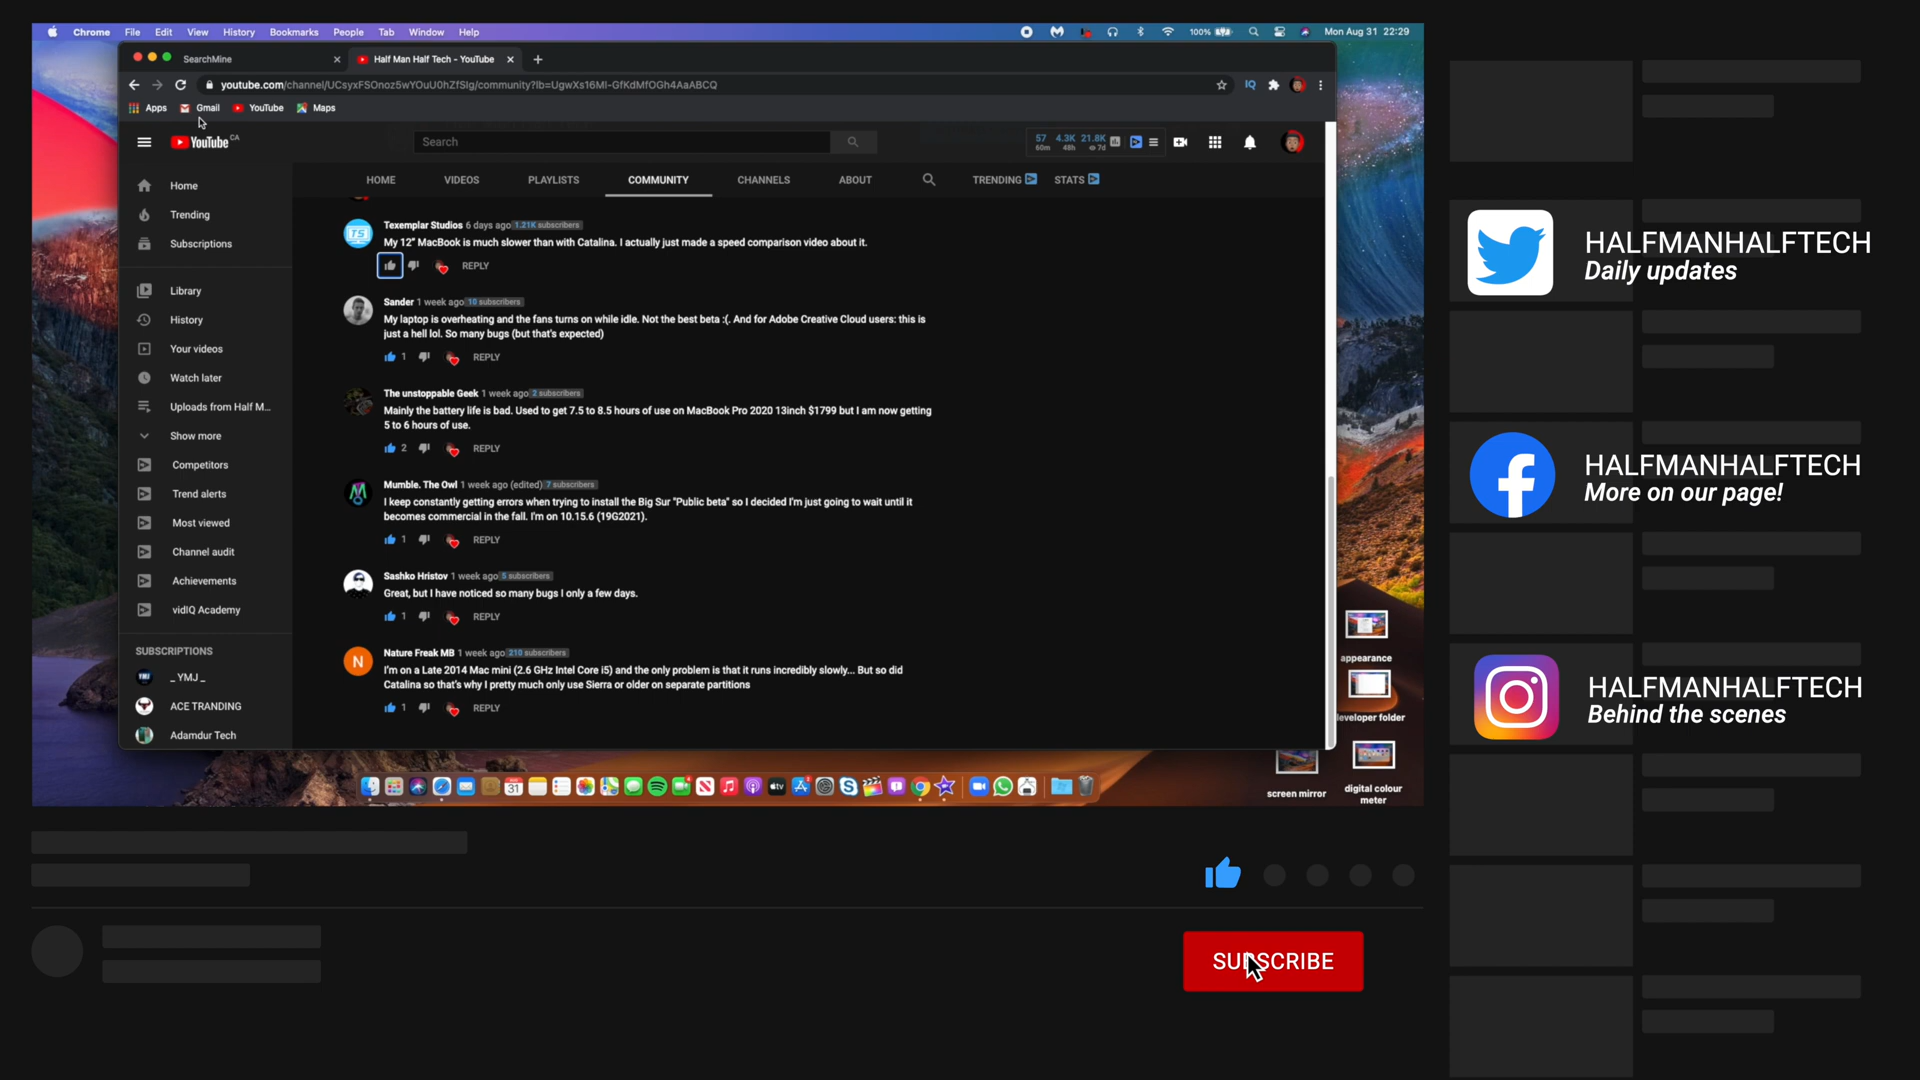 Chrome File Edit View History Bookmarks People Tab Window Help
100% Mon Aug 31 22:29
SearchMine
Half Man Half Tech - YouTube
youtube.com/channel/UCsyxFSOnoz5wYOuU0hZfSlg/community?lb=UgwXs16MI-GfKdMfOGh4AaABCQ
IQ
Apps Gmail YouTube Maps
YouTube CA
Search
57 4.3K 21.8K
60m 48h 7d
HOME VIDEOS PLAYLISTS COMMUNITY CHANNELS ABOUT TRENDING STATS
Home
Trending
Subscriptions
Library
History
Your videos
Watch later
Uploads from Half M...
Show more
Competitors
Trend alerts
Most viewed
Channel audit
Achievements
vidIQ Academy
SUBSCRIPTIONS
_ YMJ _
ACE TRANDING
Adamdur Tech
TS
Texemplar Studios 6 days ago 1.21K subscribers
My 12" MacBook is much slower than with Catalina. I actually just made a speed comparison video about it.
REPLY
Sander 1 week ago 10 subscribers
My laptop is overheating and the fans turns on while idle. Not the best beta :(. And for Adobe Creative Cloud users: this is
just a hell lol. So many bugs (but that's expected)
1 REPLY
The unstoppable Geek 1 week ago 2 subscribers
Mainly the battery life is bad. Used to get 7.5 to 8.5 hours of use on MacBook Pro 2020 13inch $1799 but I am now getting
5 to 6 hours of use.
2 REPLY
Mumble. The Owl 1 week ago (edited) 7 subscribers
I keep constantly getting errors when trying to install the Big Sur "Public beta" so I decided I'm just going to wait until it
becomes commercial in the fall. I'm on 10.15.6 (19G2021).
1 REPLY
Sashko Hristov 1 week ago 5 subscribers
Great, but I have noticed so many bugs I only a few days.
1 REPLY
N
Nature Freak MB 1 week ago 210 subscribers
I'm on a Late 2014 Mac mini (2.6 GHz Intel Core i5) and the only problem is that it runs incredibly slowly... But so did
Catalina so that's why I pretty much only use Sierra or older on separate partitions
1 REPLY
appearance
eveloper folder
screen mirror
digital colour
meter
31
tv
HALFMANHALFTECH
Daily updates
HALFMANHALFTECH
More on our page!
HALFMANHALFTECH
Behind the scenes
SUBSCRIBE